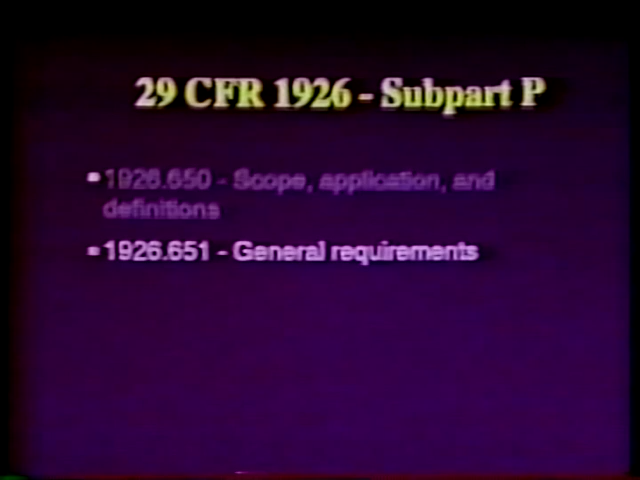 29 CFR 1926 - Subpart P
1926.650 - Scope, application, and
definitions
1926.651 - General requirements